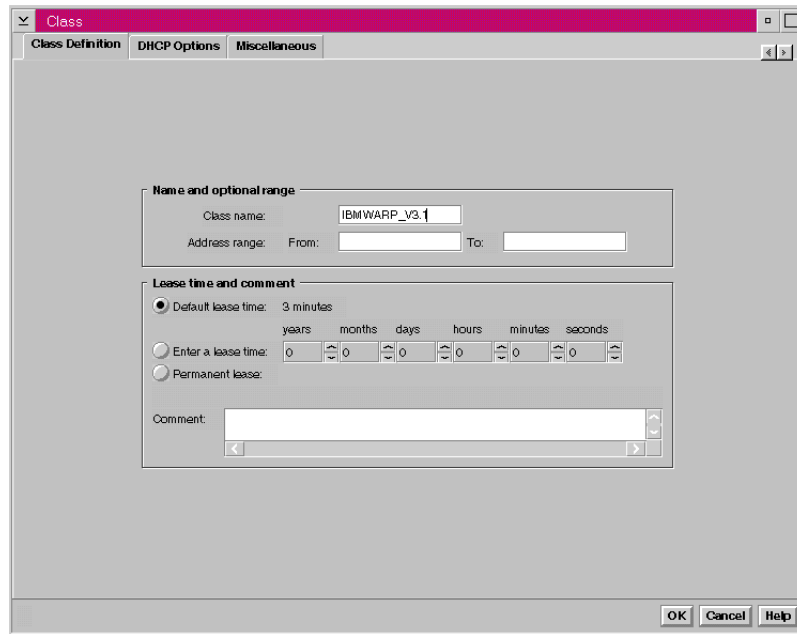 Class
Class Definition DHCP Options Miscellaneous
Name and optional range
Class name: IBMWARP_V3.1
Address range: From: To:
Lease time and comment
Default lease time: 3 minutes
years months days hours minutes seconds
Enter a lease time: 0 0 0 0 0 0
Permanent lease:
Comment:
OK Cancel Help